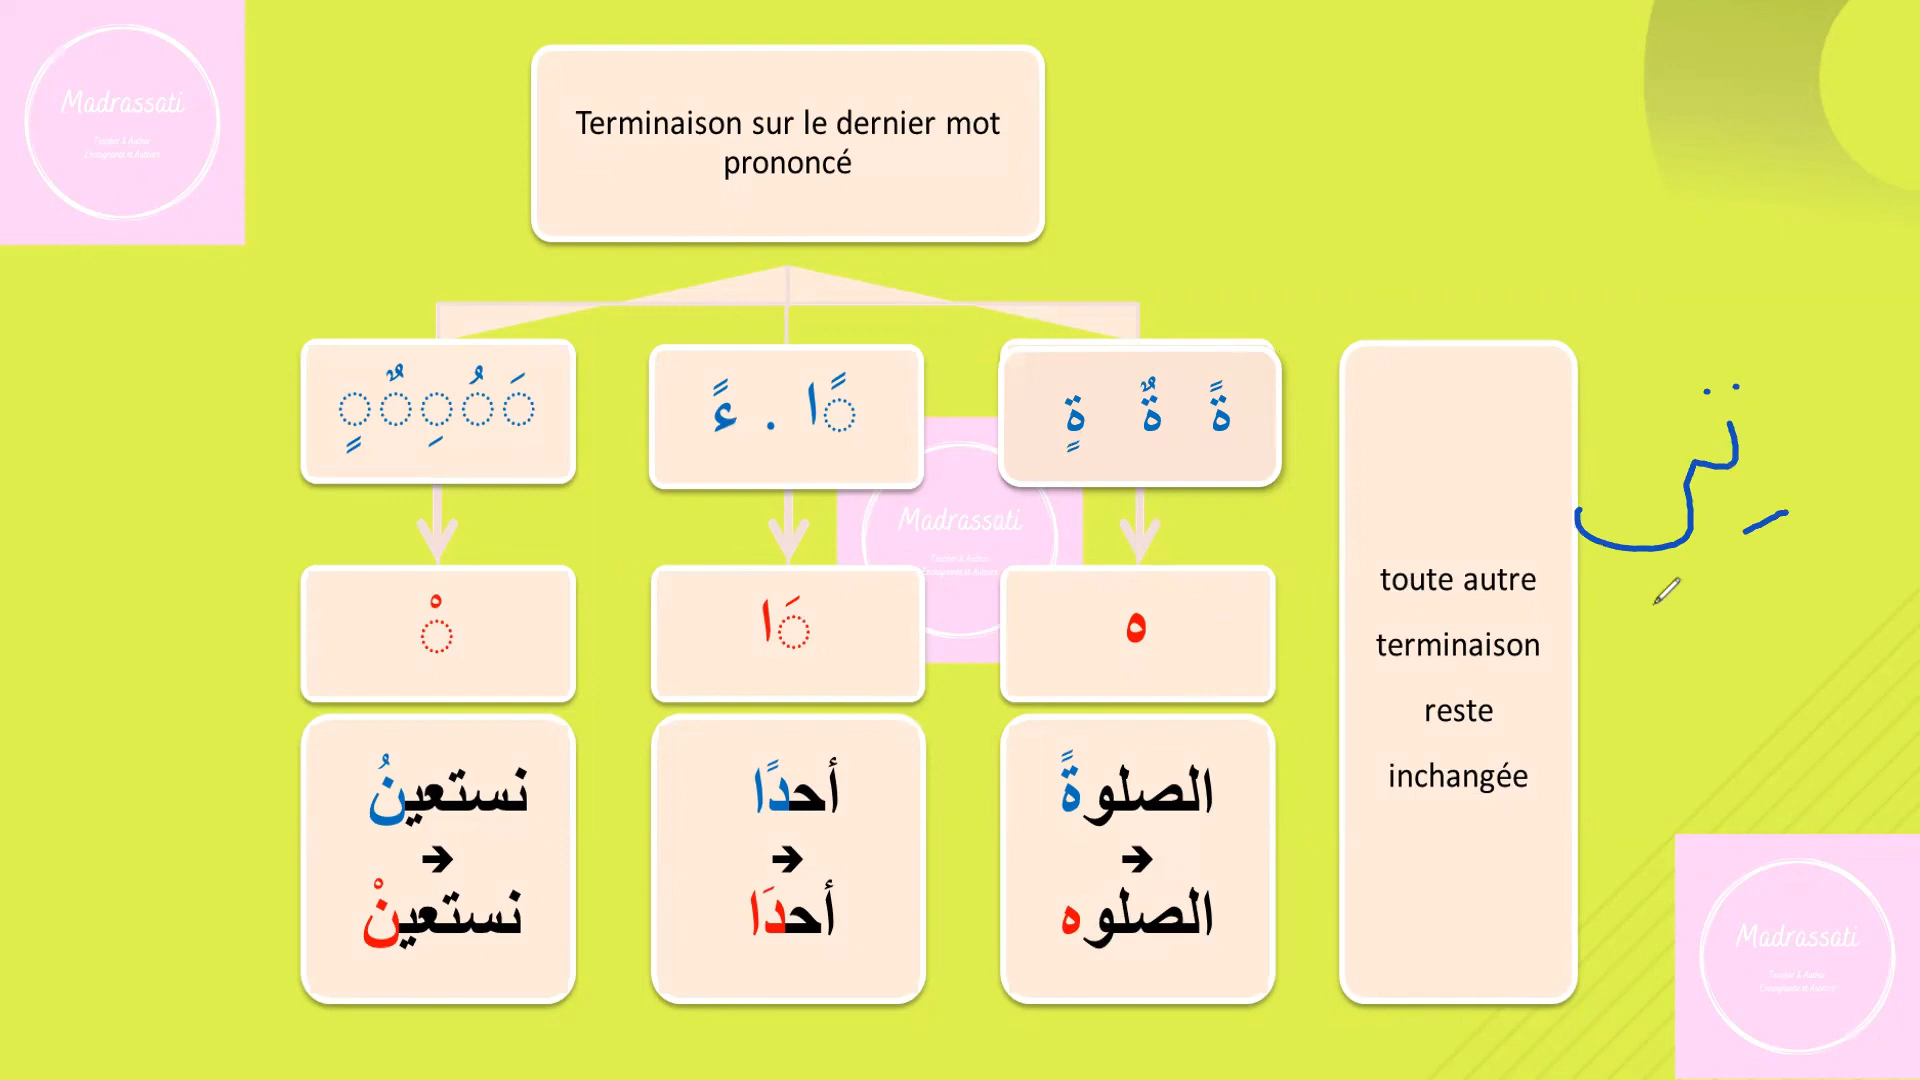 Madrassati
Terminaison sur le dernier mot
prononcé
◌َ ◌ُ ◌ِ ◌ٌ ◌ٍ
◌ًا . ءً
ةً ةٌ ةٍ
Madrassati
◌ْ
◌َا
ه
نستعينُ
➔
نستعينْ
أحدًا
➔
أحدَا
الصلوةً
➔
الصلوه
toute autre
terminaison
reste
inchangée
Madrassati